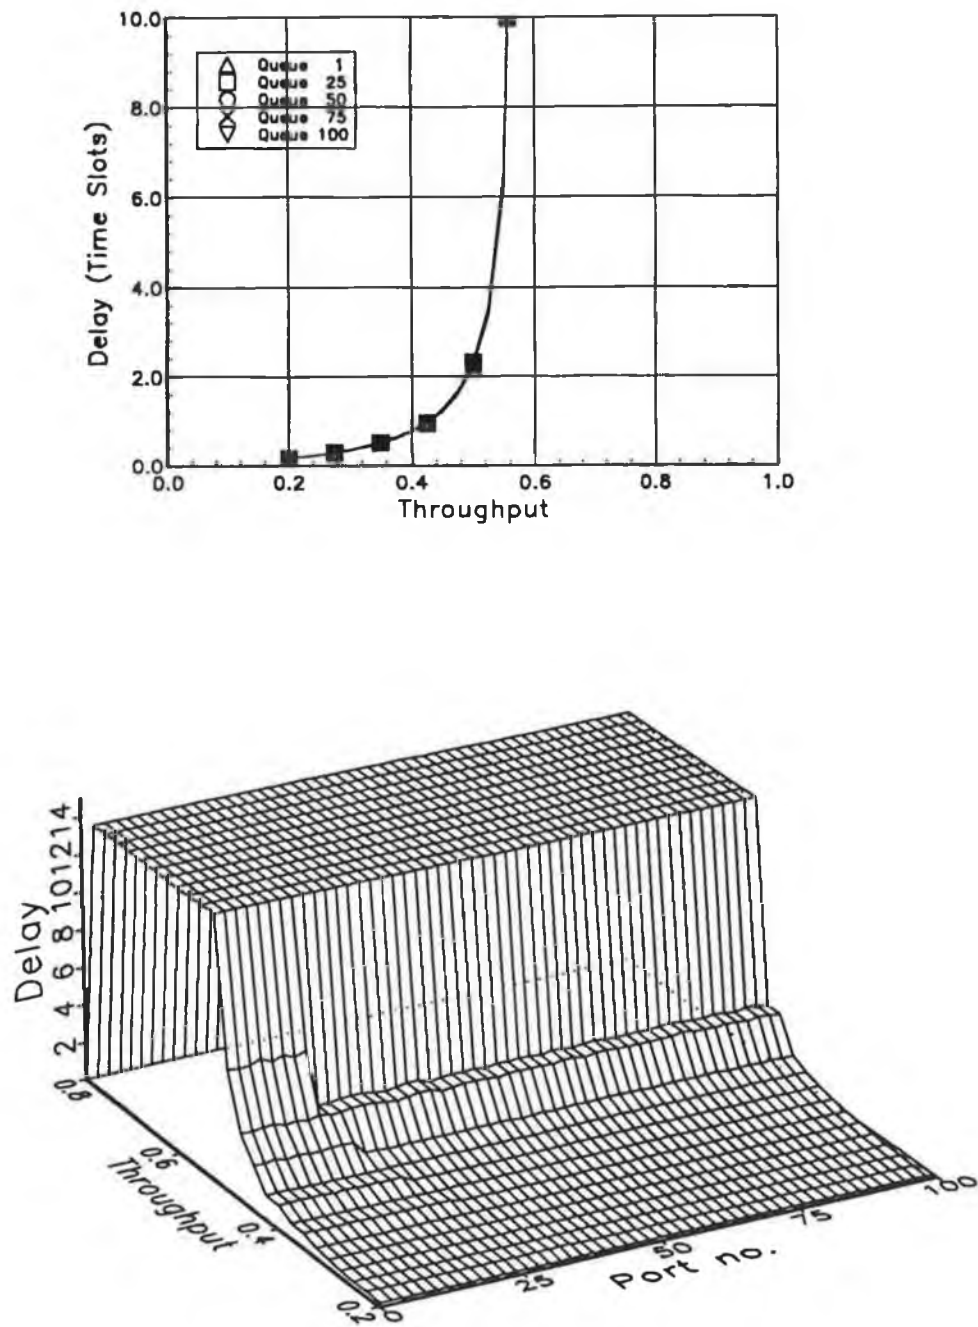 10.0
Queue 1
Queue 25
Queue 50
Queue 75
Queue 100
8.0
6.0
4.0
2.0
0.0
Delay (Time Slots)
0.0 0.2 0.4 0.6 0.8 1.0
Throughput
2 4 6 8 10 12 14
Delay
0.8 0.6 0.4 0.2
Throughput
0 25 50 75 100
Port no.